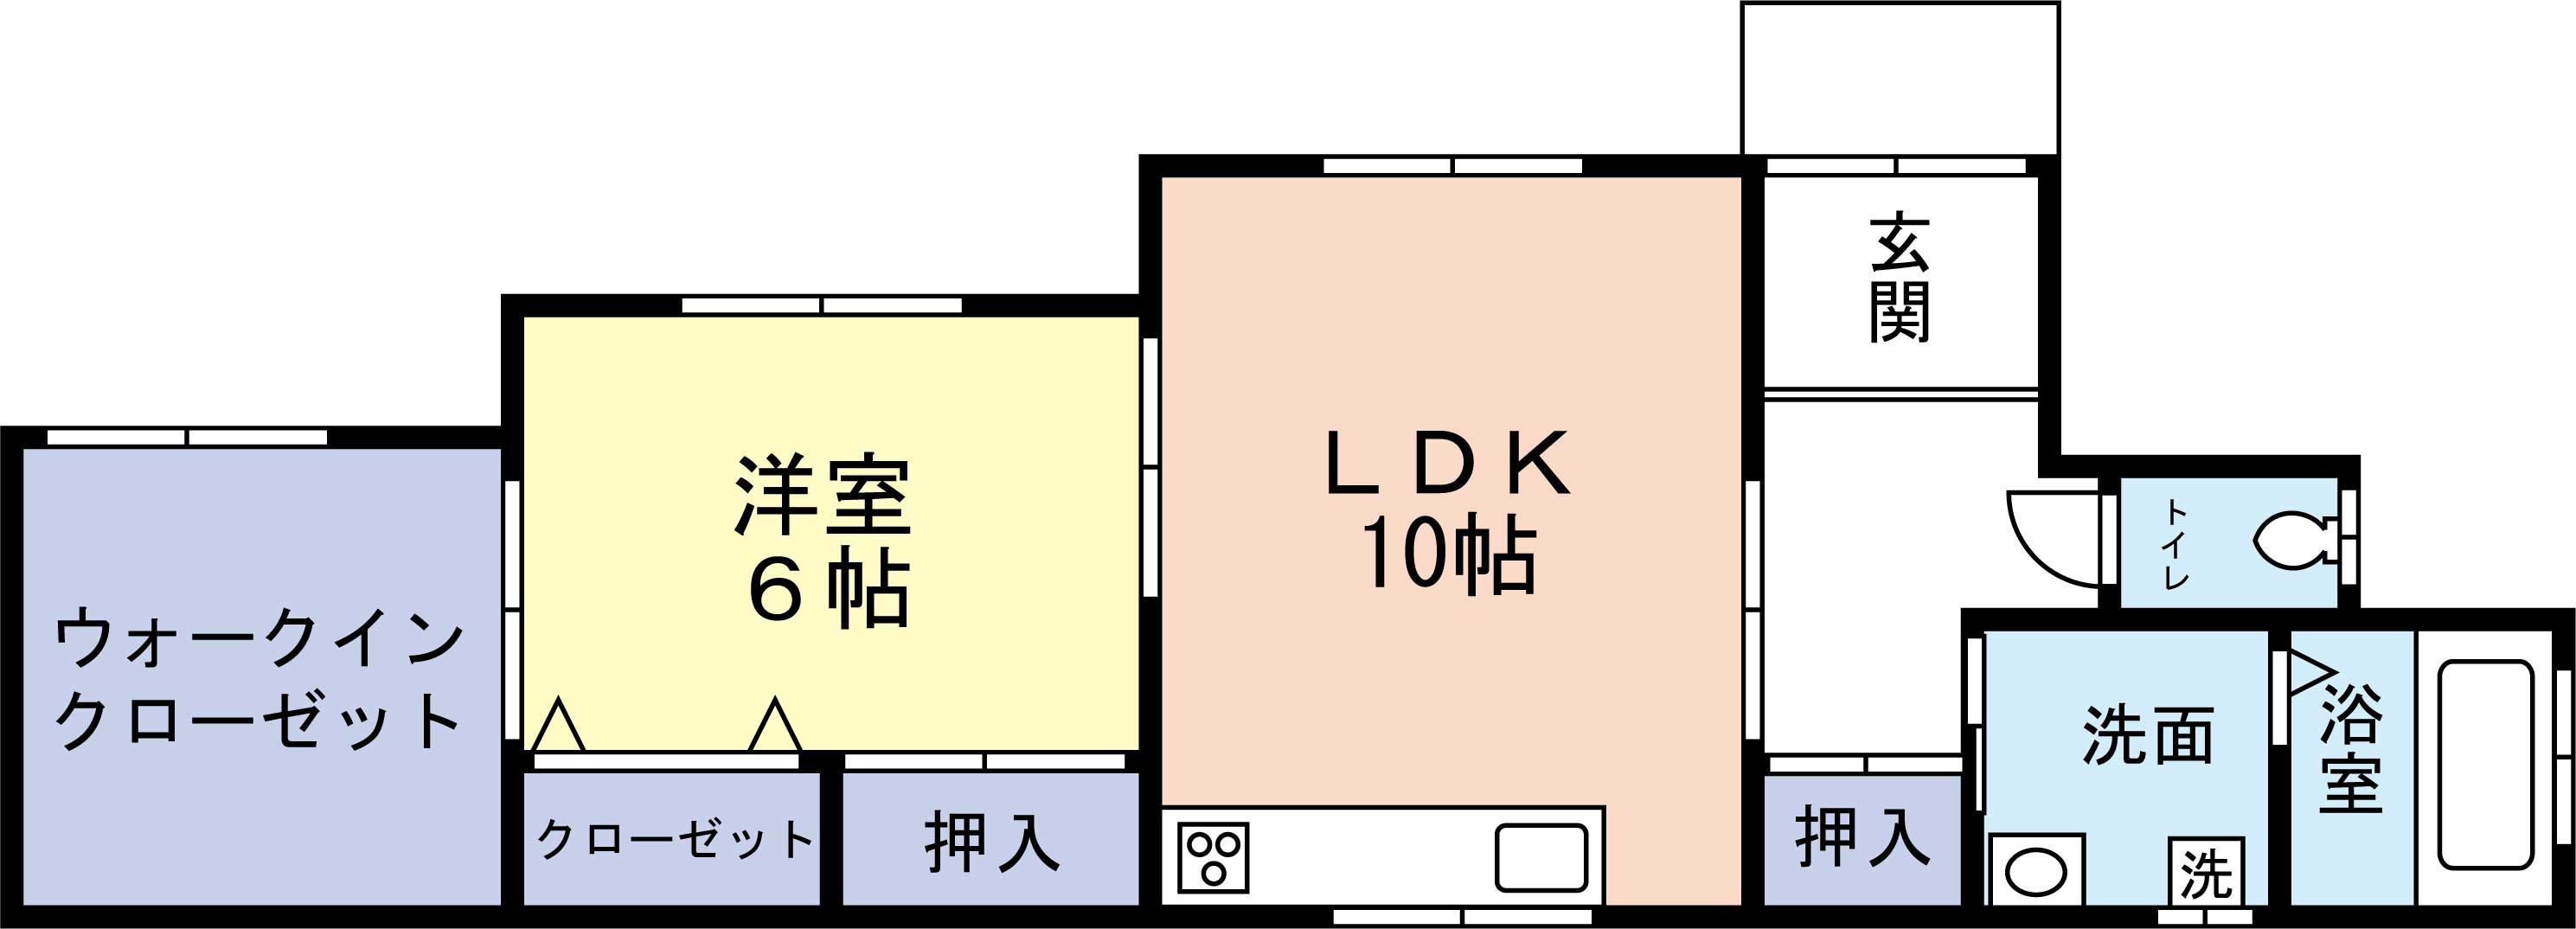 ウォークイン
クローゼット
洋室
６帖
クローゼット
押入
ＬＤＫ
10帖
玄関
押入
トイレ
洗面
洗
浴室